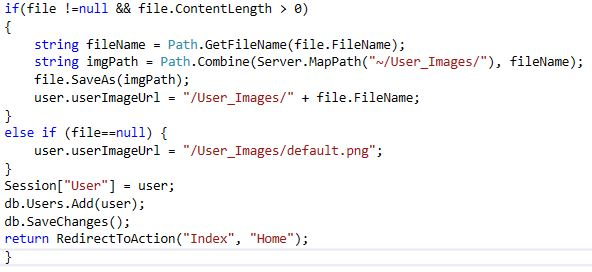 if(file !=null && file.ContentLength > 0)
{
    string fileName = Path.GetFileName(file.FileName);
    string imgPath = Path.Combine(Server.MapPath("~/User_Images/"), fileName);
    file.SaveAs(imgPath);
    user.userImageUrl = "/User_Images/" + file.FileName;
}
else if (file==null) {
    user.userImageUrl = "/User_Images/default.png";
}
Session["User"] = user;
db.Users.Add(user);
db.SaveChanges();
return RedirectToAction("Index", "Home");
}